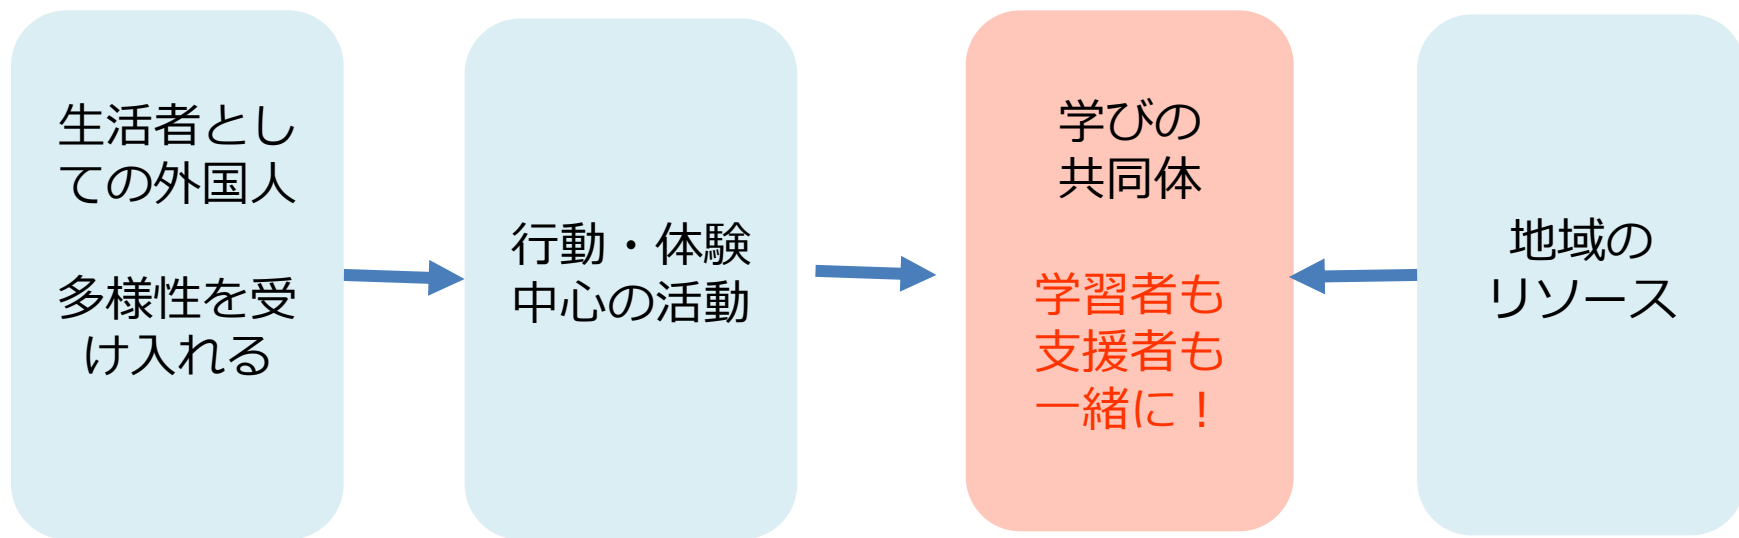 生活者とし
ての外国人
多様性を受
け入れる
行動・体験
中心の活動
学びの
共同体
学習者も
支援者も
一緒に！
地域の
リソース